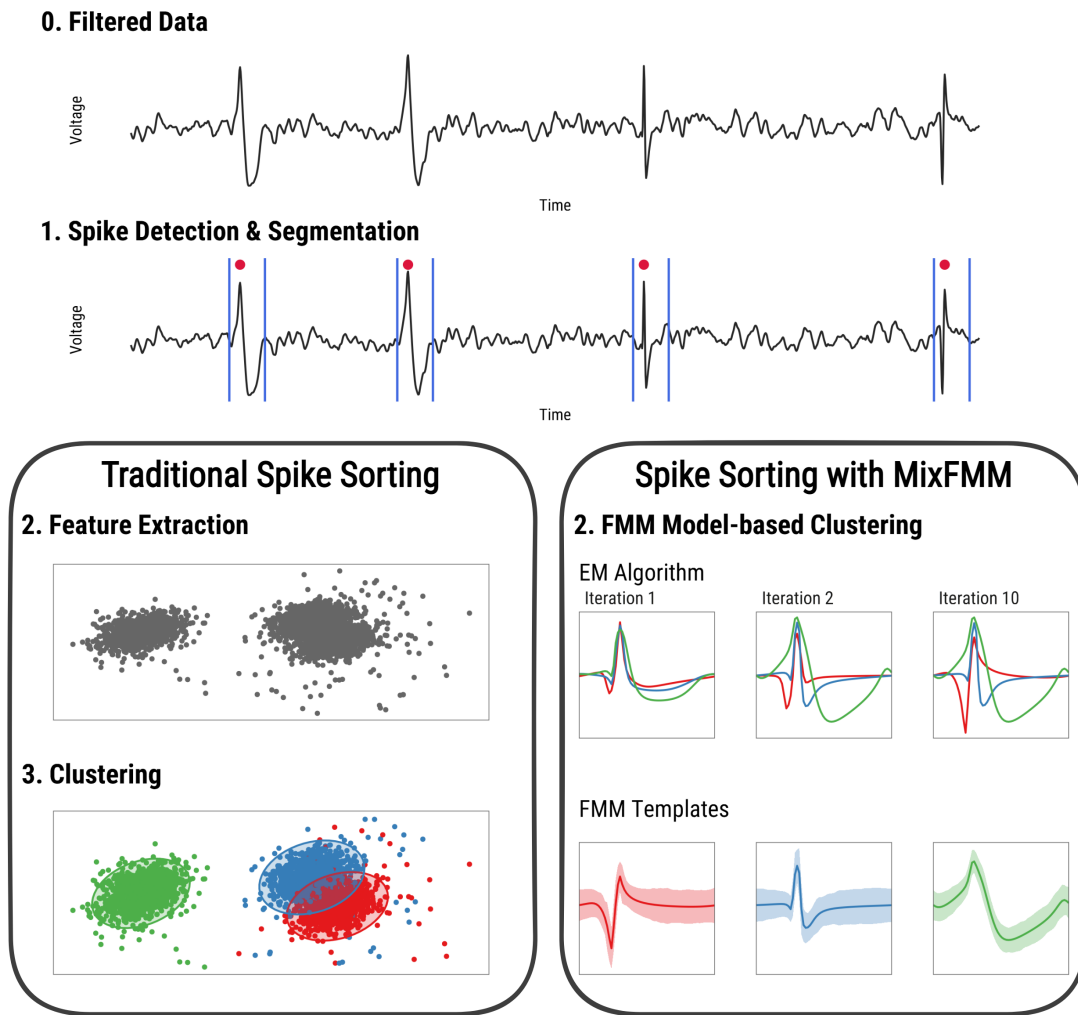 0. Filtered Data
Voltage
Time
1. Spike Detection & Segmentation
Voltage
Time
Traditional Spike Sorting
2. Feature Extraction
3. Clustering
Spike Sorting with MixFMM
2. FMM Model-based Clustering
EM Algorithm
Iteration 1
Iteration 2
Iteration 10
FMM Templates